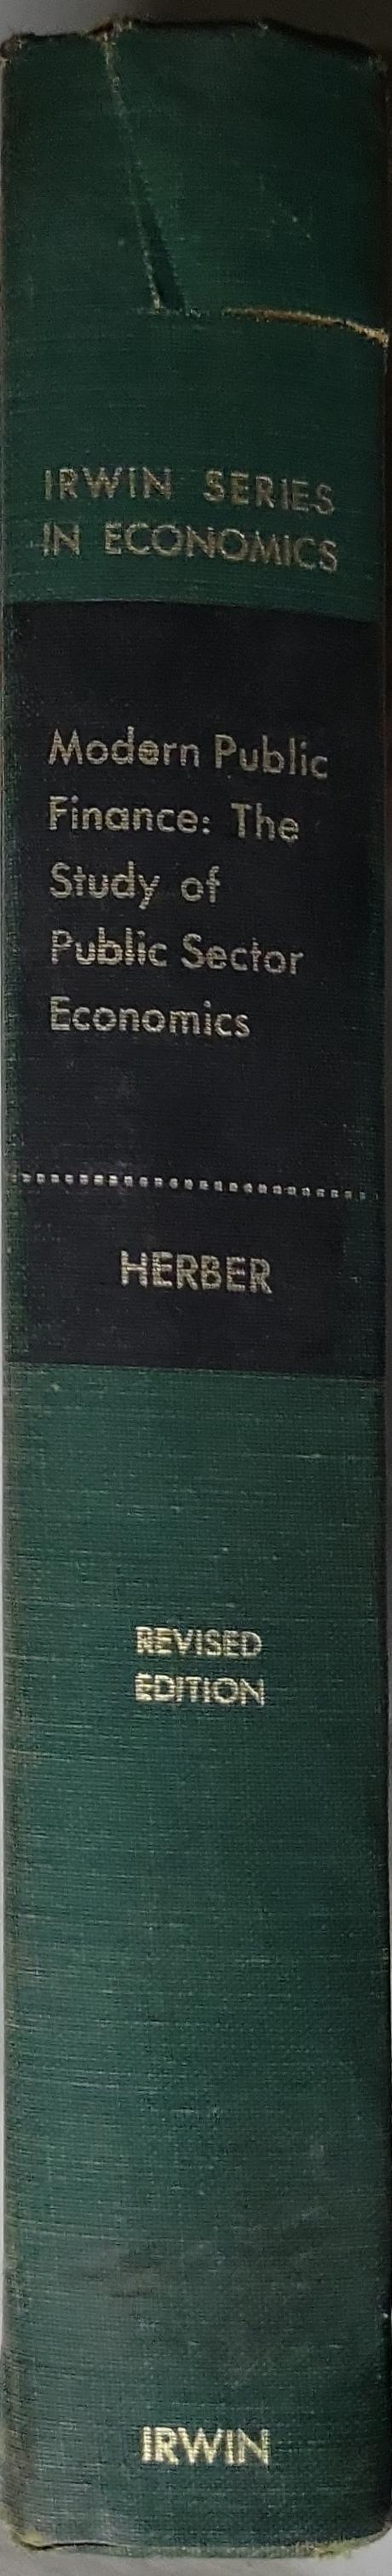 IRWIN SERIES
IN ECONOMICS
Modern Public
Finance: The
Study of
Public Sector
Economics
HERBER
REVISED
EDITION
IRWIN